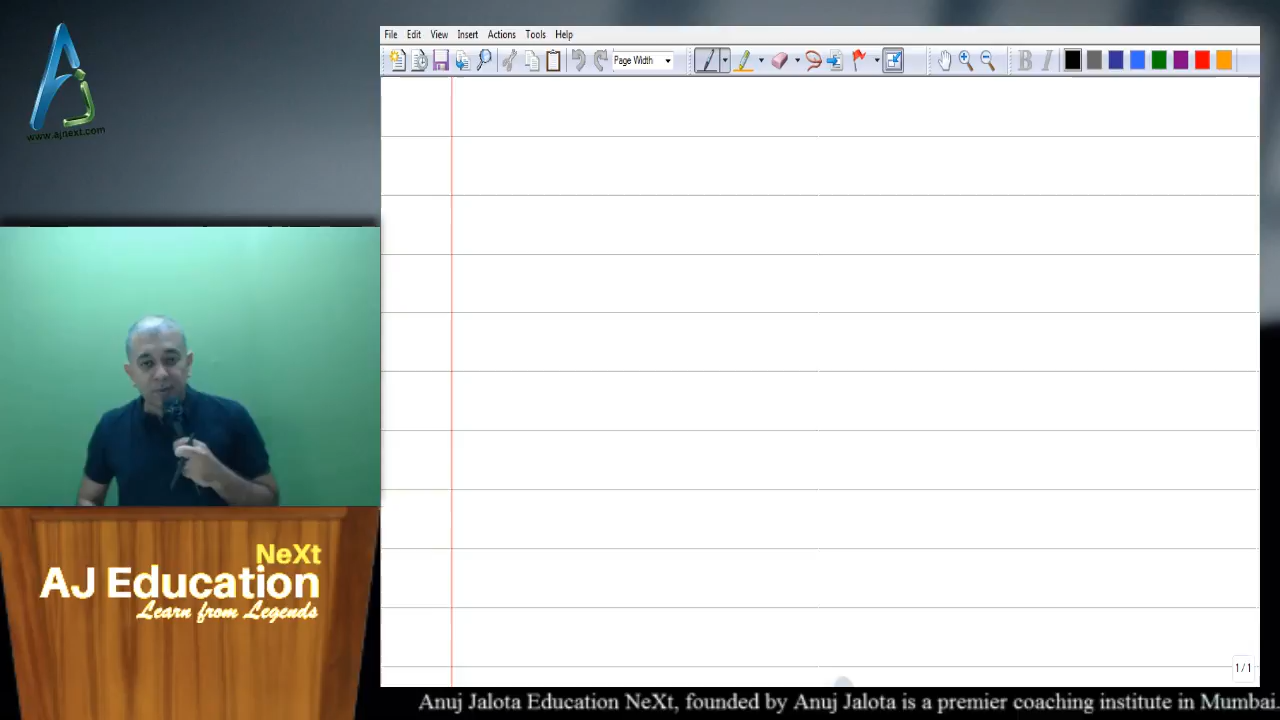 www.ajnext.com
File Edit View Insert Actions Tools Help
Page Width
B I
1/1
NeXt
AJ Education
Learn from Legends
Anuj Jalota Education NeXt, founded by Anuj Jalota is a premier coaching institute in Mumbai.